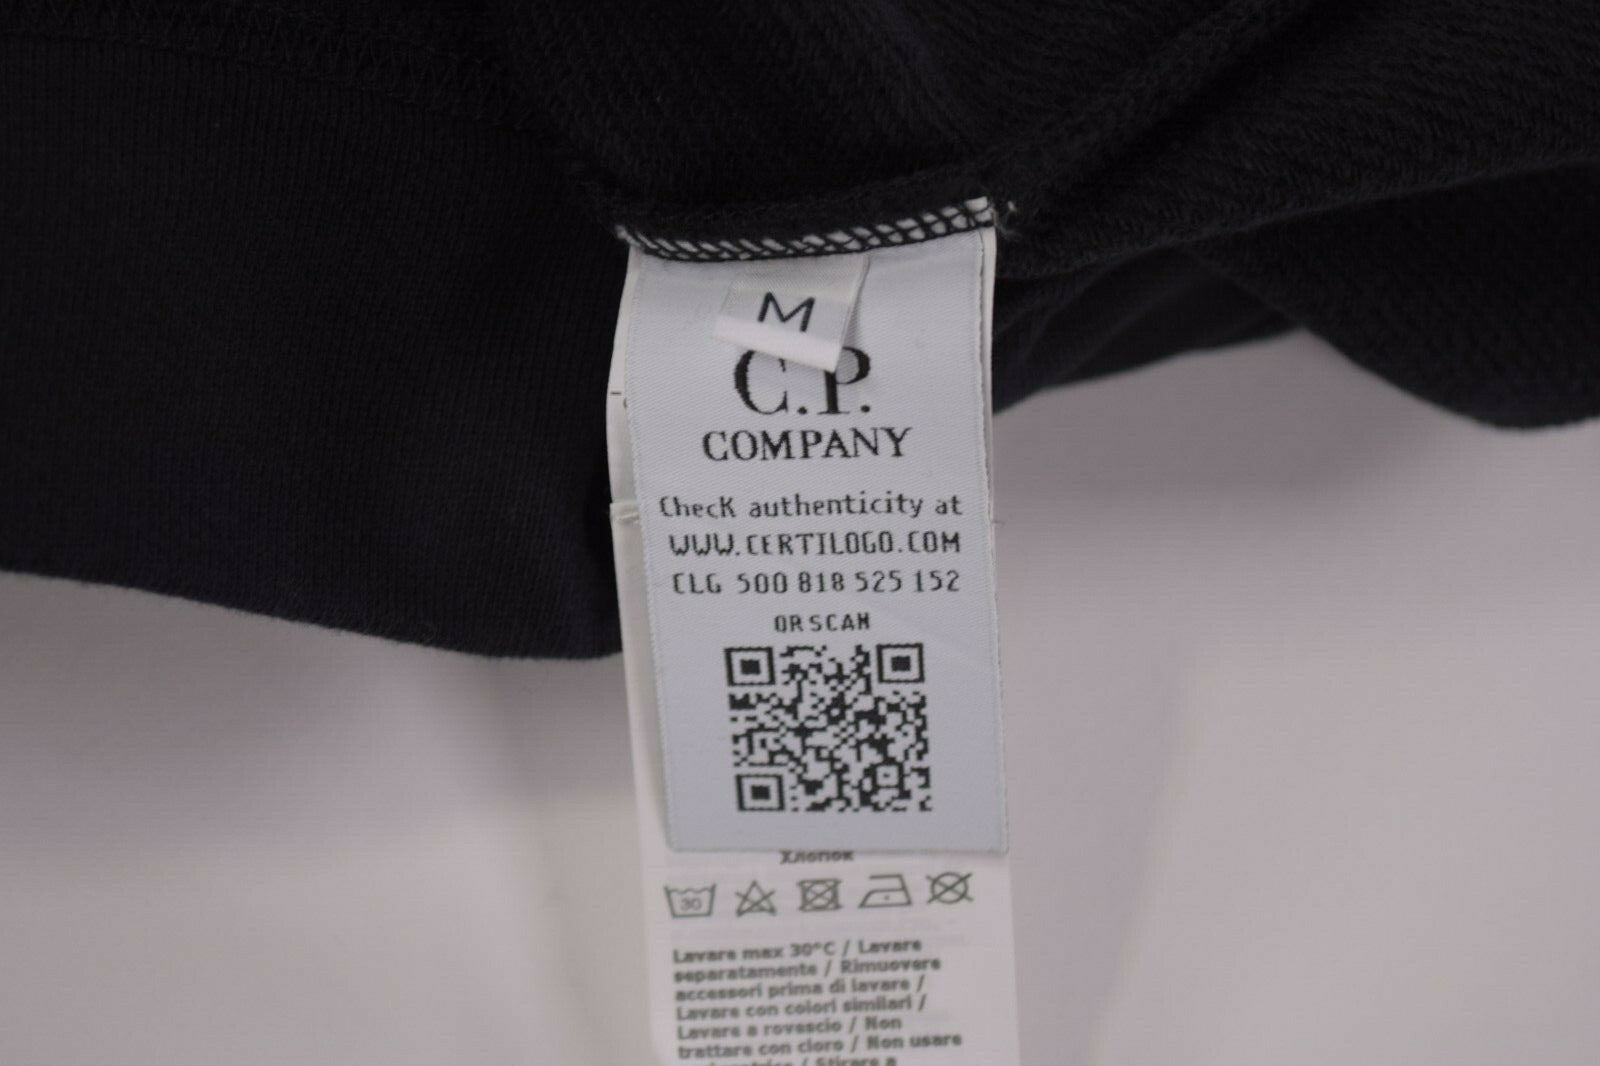 M
C.P.
COMPANY
Check authenticity at
WWW.CERTILOGO.COM
CLG 500 818 525 152
OR SCAN
Хлопок
30
Lavare max 30°C / Lavare
separatamente / Rimuovere
accessori prima di lavare /
Lavare con colori similari /
Lavare a rovescio / Non
trattare con cloro / Non usare
/ Stirare a